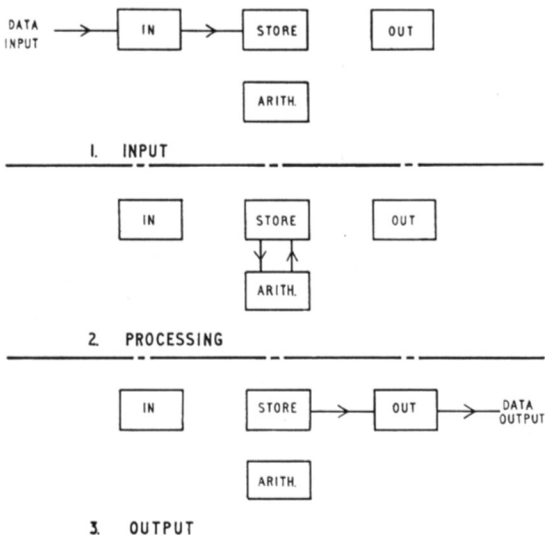 DATA
INPUT
IN
STORE
OUT
ARITH.
1. INPUT
IN
STORE
OUT
ARITH.
2. PROCESSING
IN
STORE
OUT
DATA
OUTPUT
ARITH.
3. OUTPUT